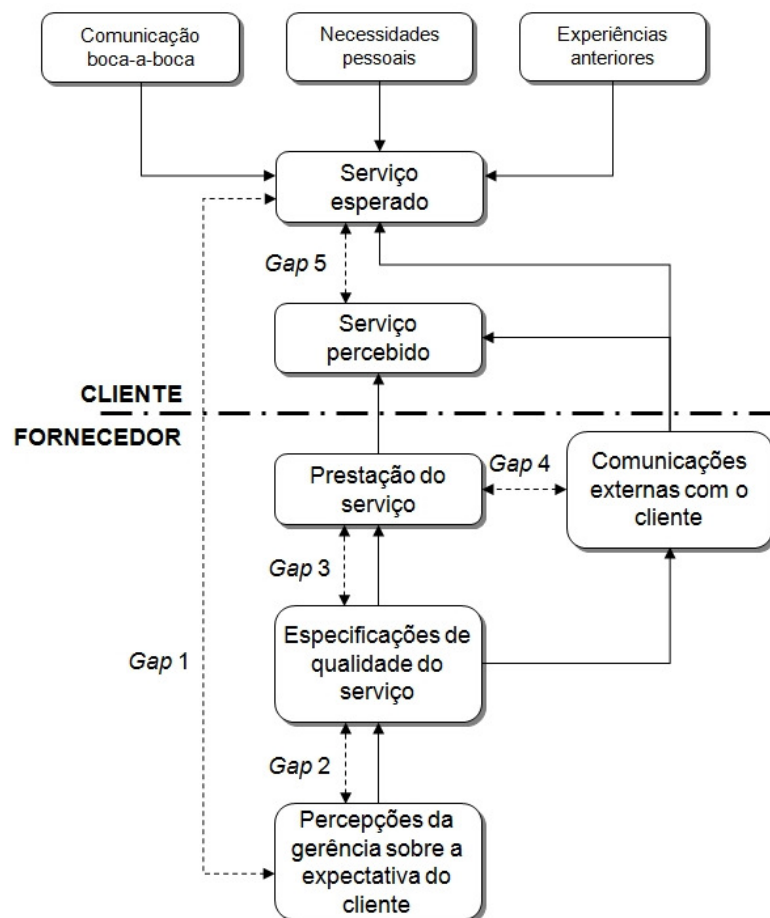 Comunicação
boca-a-boca
Necessidades
pessoais
Experiências
anteriores
Serviço
esperado
Gap 5
Serviço
percebido
CLIENTE
FORNECEDOR
Prestação do
serviço
Gap 4
Comunicações
externas com o
cliente
Gap 3
Especificações de
qualidade do
serviço
Gap 1
Gap 2
Percepções da
gerência sobre a
expectativa do
cliente